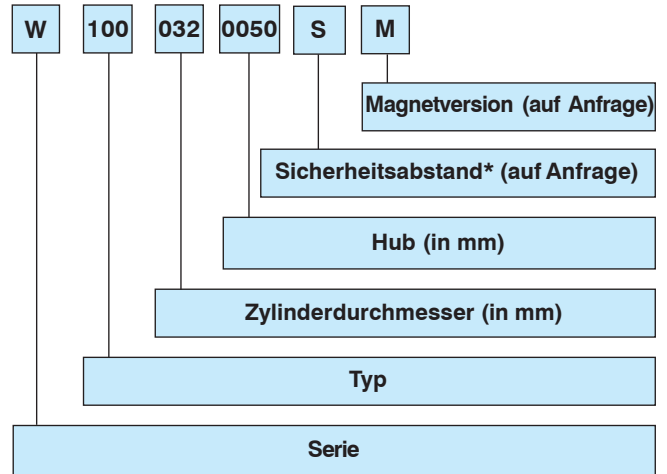 W 100 032 0050 S M
Magnetversion (auf Anfrage)
Sicherheitsabstand* (auf Anfrage)
Hub (in mm)
Zylinderdurchmesser (in mm)
Typ
Serie